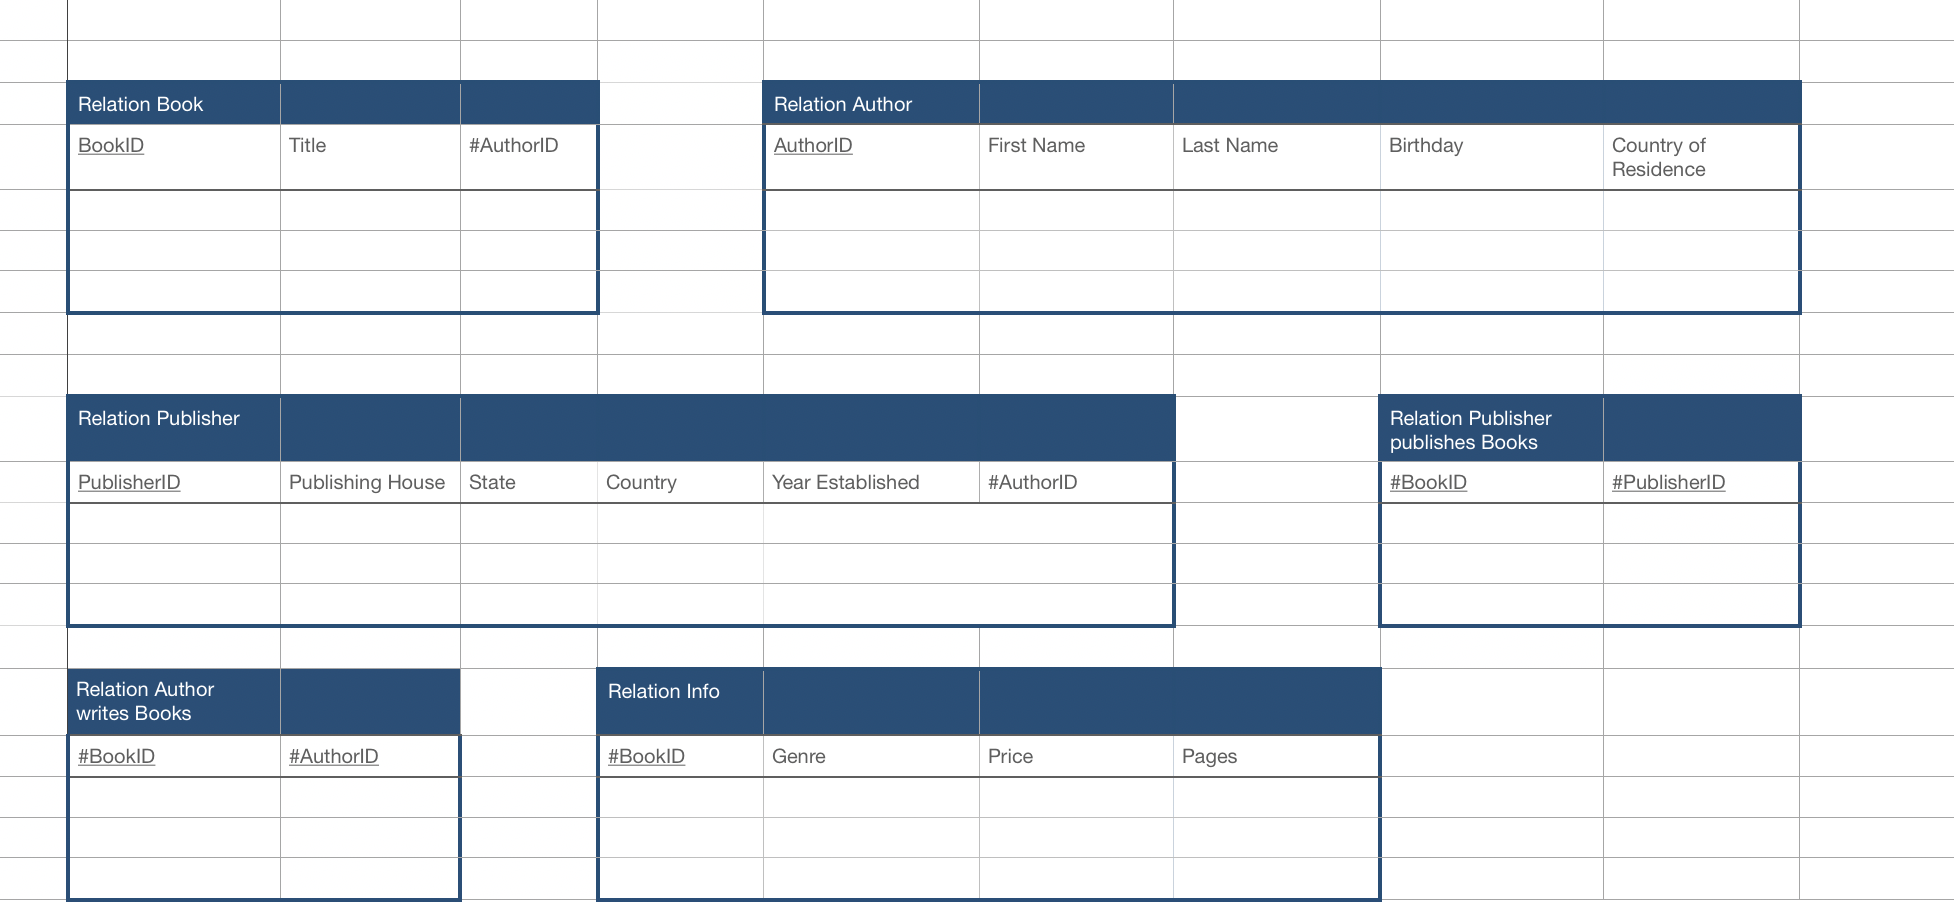 Relation Book
BookID Title #AuthorID
Relation Author
AuthorID First Name Last Name Birthday Country of
Residence
Relation Publisher
PublisherID Publishing House State Country Year Established #AuthorID
Relation Publisher
publishes Books
#BookID #PublisherID
Relation Author
writes Books
#BookID #AuthorID
Relation Info
#BookID Genre Price Pages